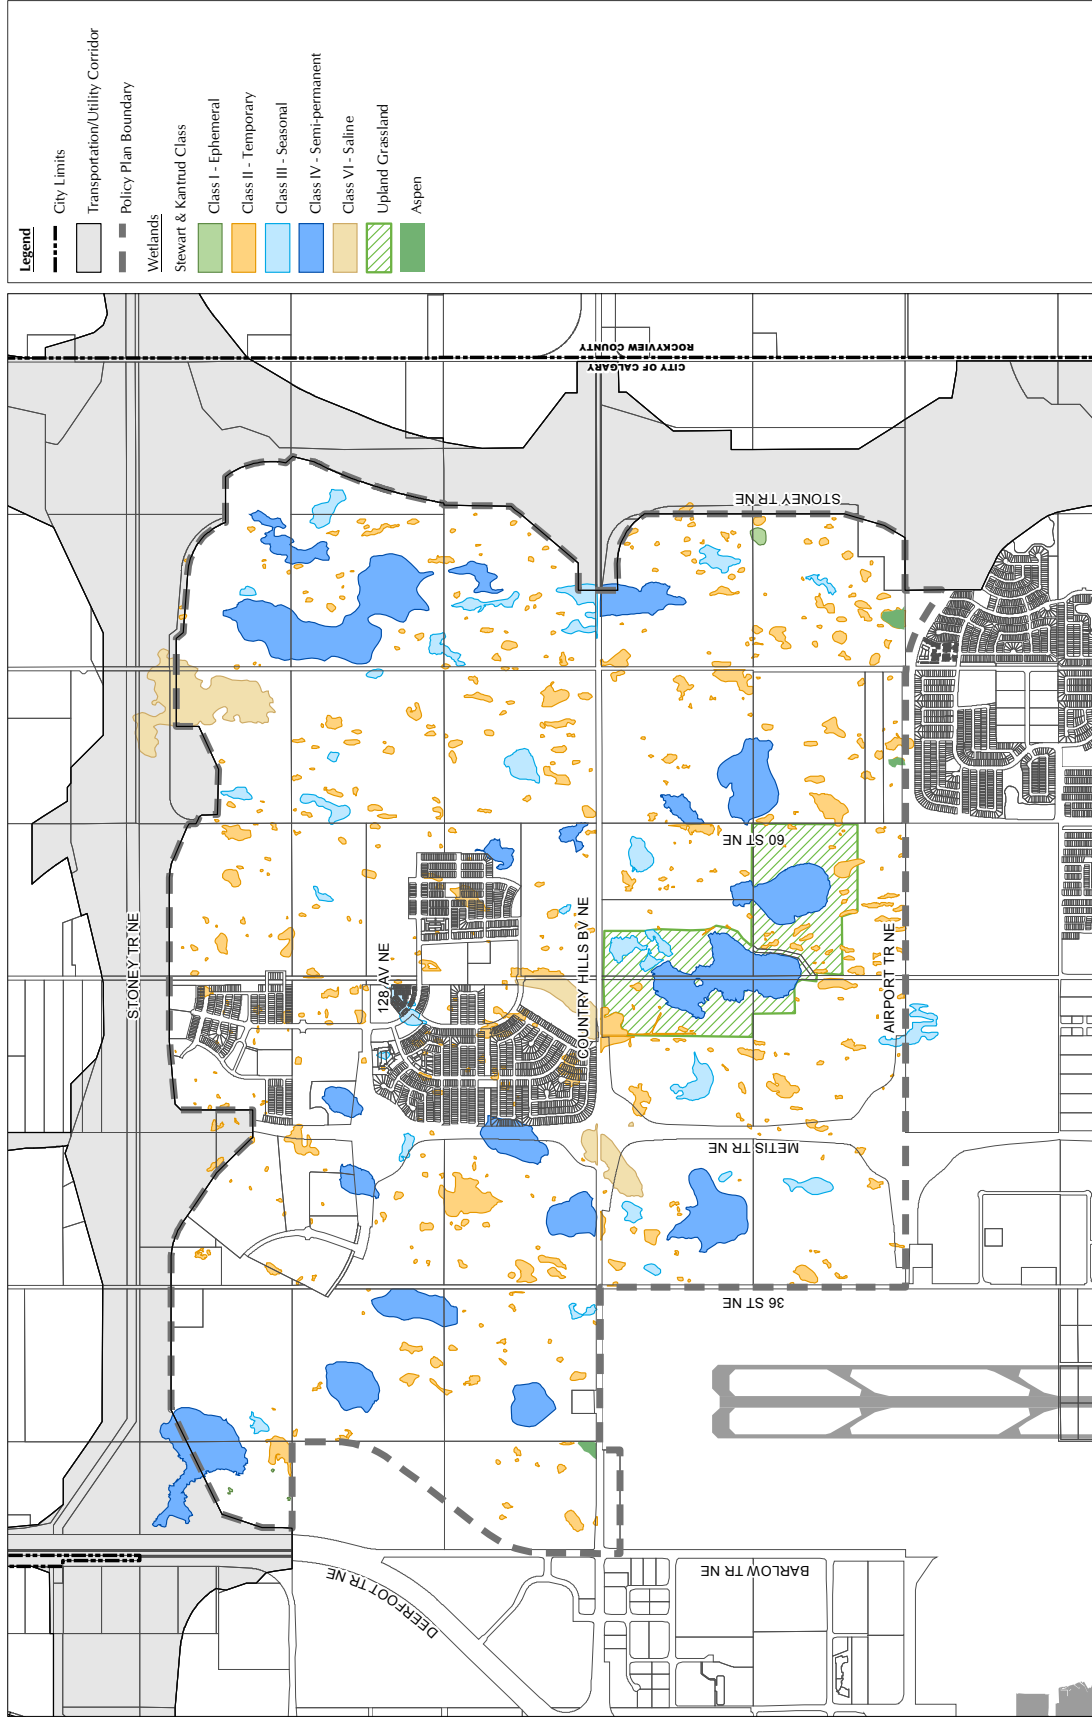 Legend
City Limits
Transportation/Utility Corridor
Policy Plan Boundary
Wetlands
Stewart & Kantrud Class
Class I - Ephemeral
Class II - Temporary
Class III - Seasonal
Class IV - Semi-permanent
Class VI - Saline
Upland Grassland
Aspen
ROCKYVIEW COUNTY
CITY OF CALGARY
STONEY TR NE
STONEY TR NE
60 ST NE
128 AV NE
COUNTRY HILLS BV NE
AIRPORT TR NE
METIS TR NE
36 ST NE
BARLOW TR NE
DEERFOOT TR NE